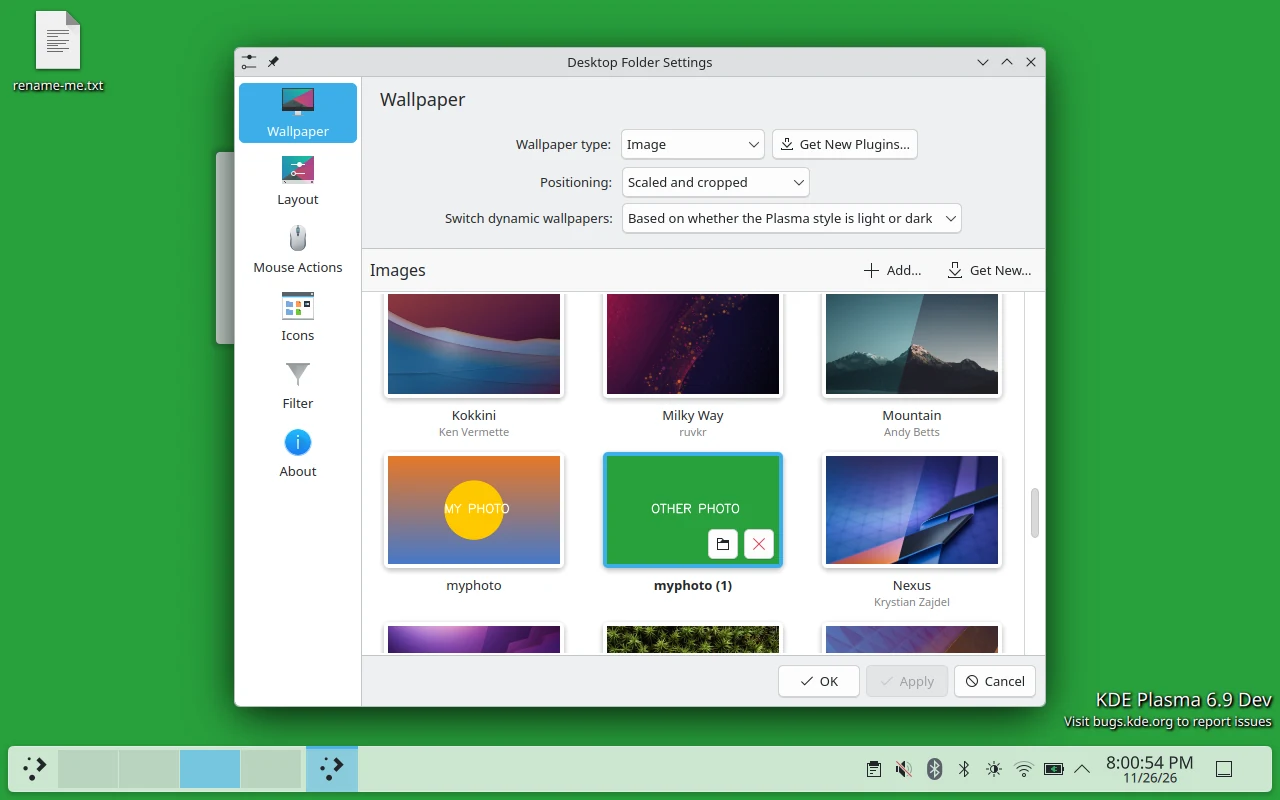 rename-me.txt
Desktop Folder Settings
Wallpaper
Layout
Mouse Actions
Icons
Filter
About
Wallpaper
Wallpaper type: Image Get New Plugins...
Positioning: Scaled and cropped
Switch dynamic wallpapers: Based on whether the Plasma style is light or dark
Images Add... Get New...
Kokkini
Ken Vermette
Milky Way
ruvkr
Mountain
Andy Betts
MY PHOTO
myphoto
OTHER PHOTO
myphoto (1)
Nexus
Krystian Zajdel
OK Apply Cancel
KDE Plasma 6.9 Dev
Visit bugs.kde.org to report issues
8:00:54 PM
11/26/26